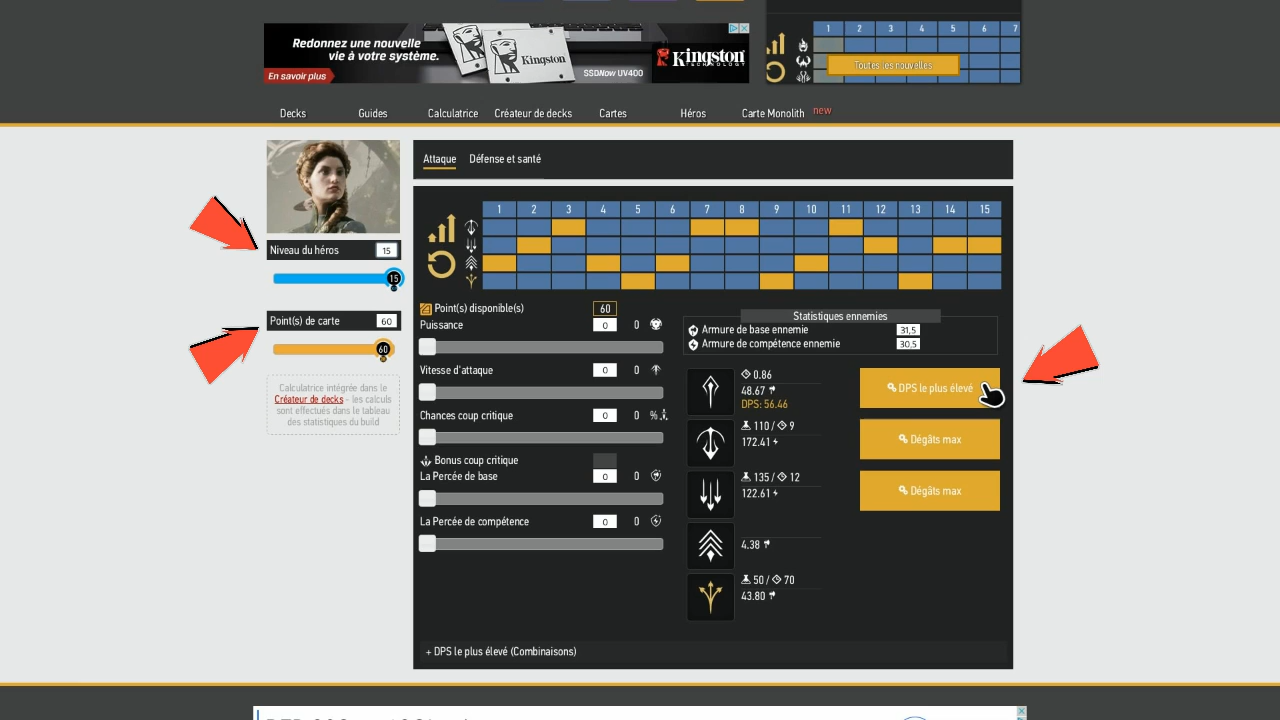 Redonnez une nouvelle
vie à votre système.
En savoir plus
Kingston
SSDNow UV400
Kingston
TECHNOLOGY
1 2 3 4 5 6 7
Toutes les nouvelles
Decks Guides Calculatrice Créateur de decks Cartes Héros Carte Monolith new
Attaque Défense et santé
Niveau du héros 15
15
Point(s) de carte 60
60
Calculatrice intégrée dans le
Créateur de decks - les calculs
sont effectués dans le tableau
des statistiques du build
1 2 3 4 5 6 7 8 9 10 11 12 13 14 15
Point(s) disponible(s) 60
Puissance 0 0
Vitesse d'attaque 0 0
Chances coup critique 0 0 %
Bonus coup critique
La Percée de base 0 0
La Percée de compétence 0 0
Statistiques ennemies
Armure de base ennemie 31,5
Armure de compétence ennemie 30,5
0.86
48.67
DPS: 56.46
DPS le plus élevé
110 / 9
172.41
Dégâts max
135 / 12
122.61
Dégâts max
4.38
50 / 70
43.80
+ DPS le plus élevé (Combinaisons)